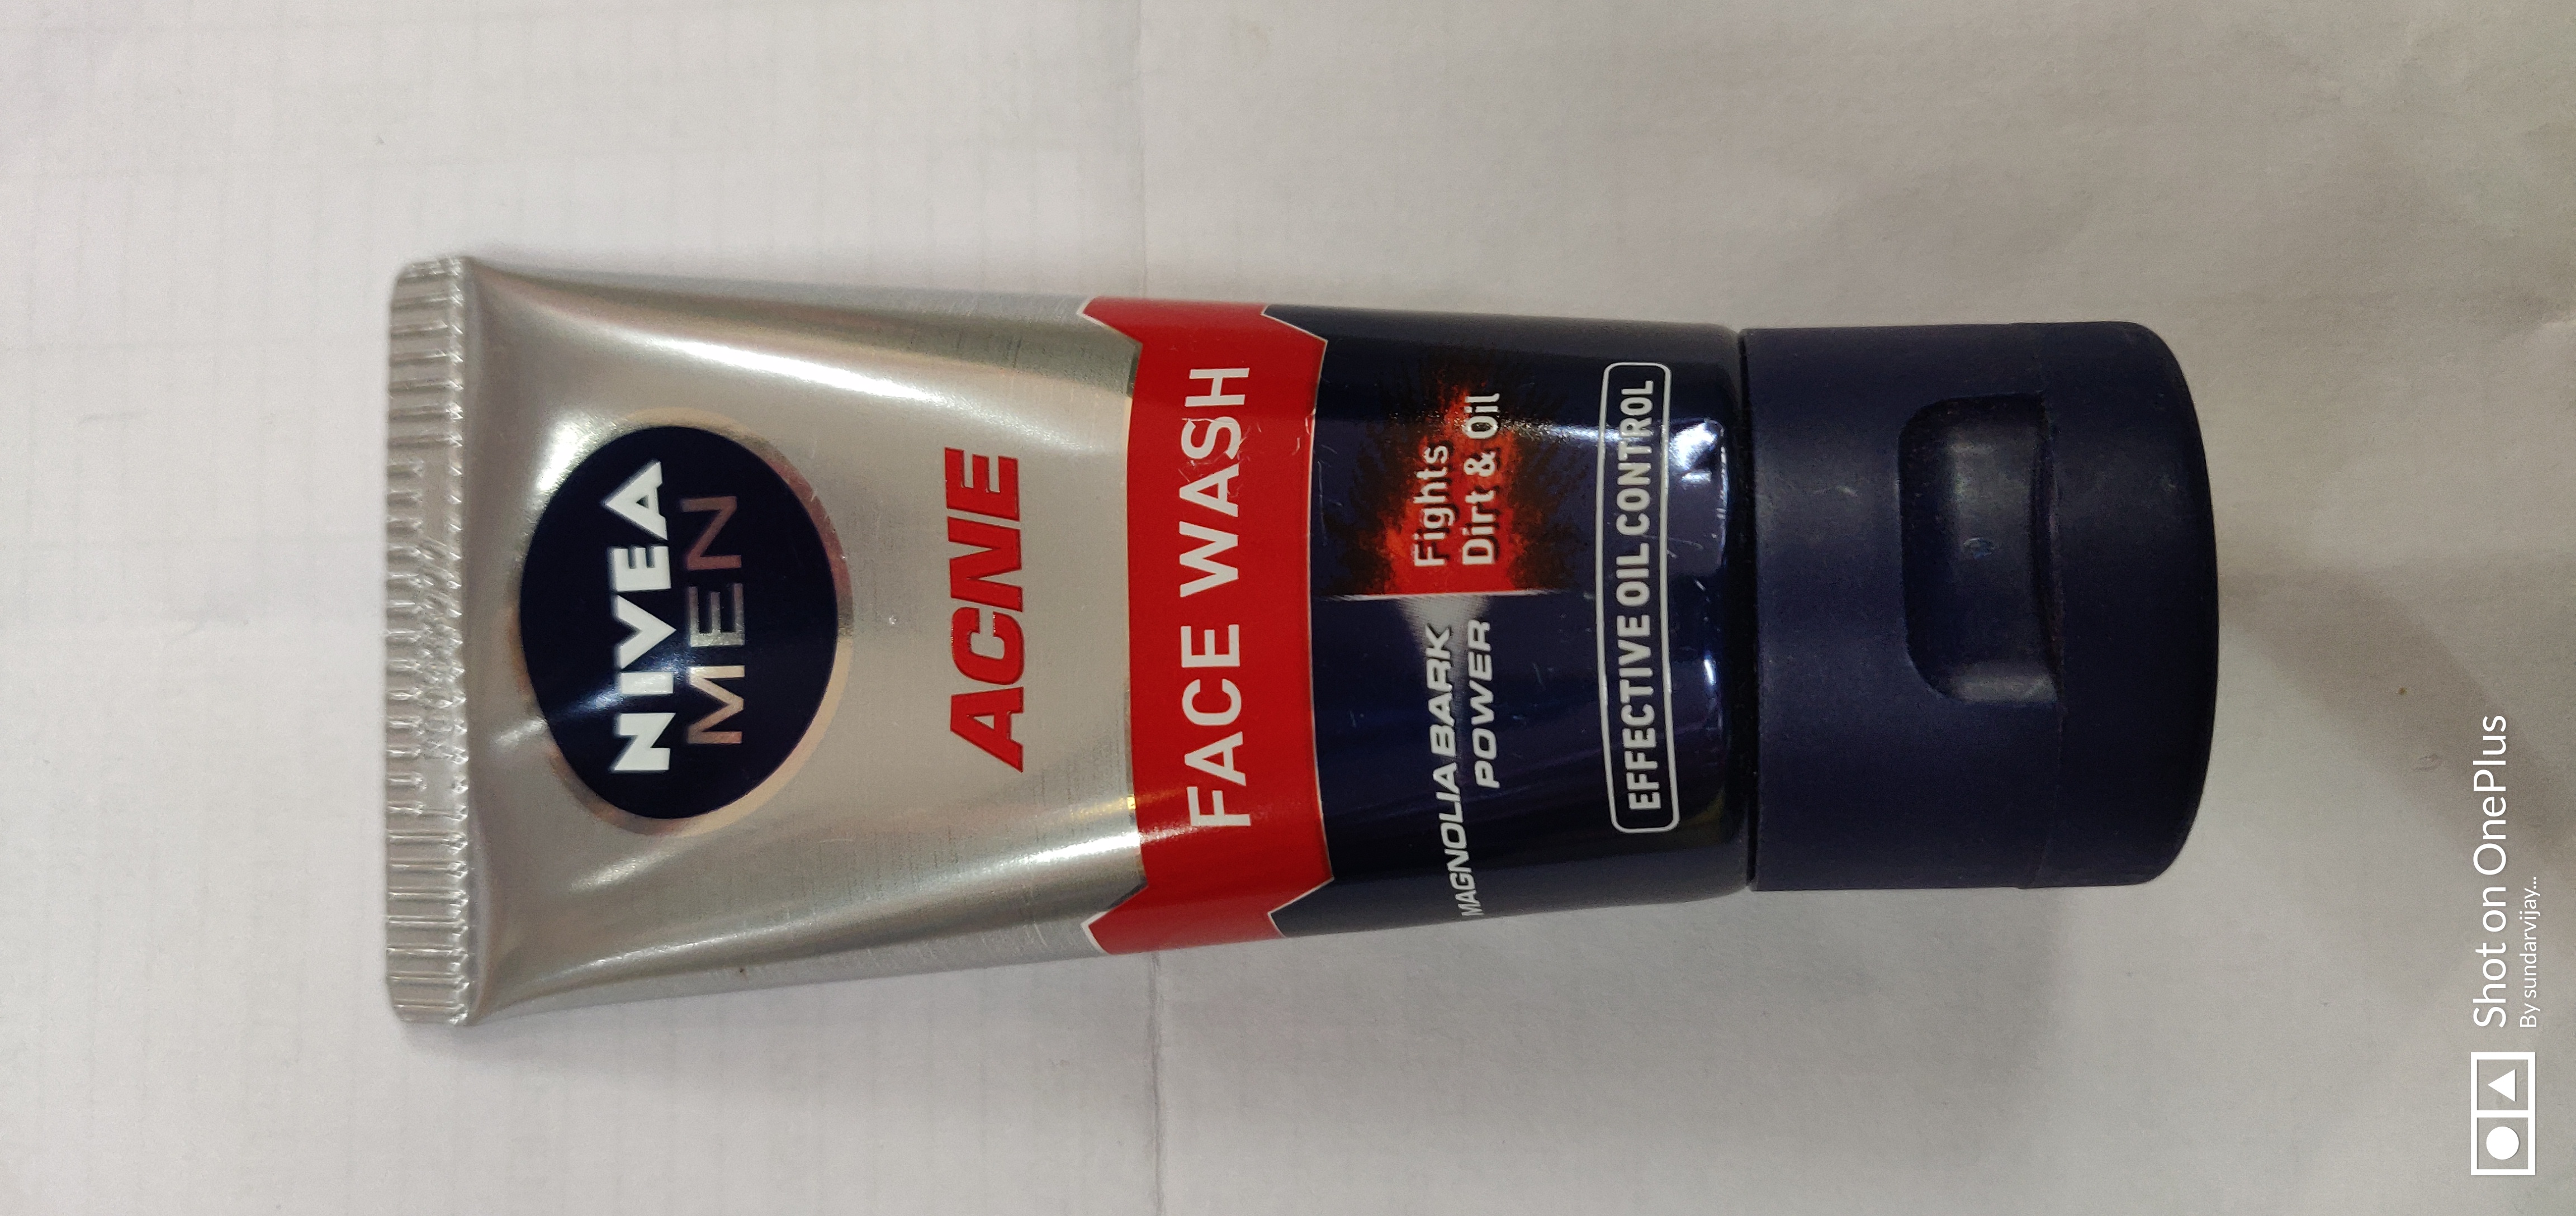 NIVEA
MEN
ACNE
FACE WASH
MAGNOLIA BARK
POWER
Fights
Dirt & Oil
EFFECTIVE OIL CONTROL
Shot on OnePlus
By sundarvijay...